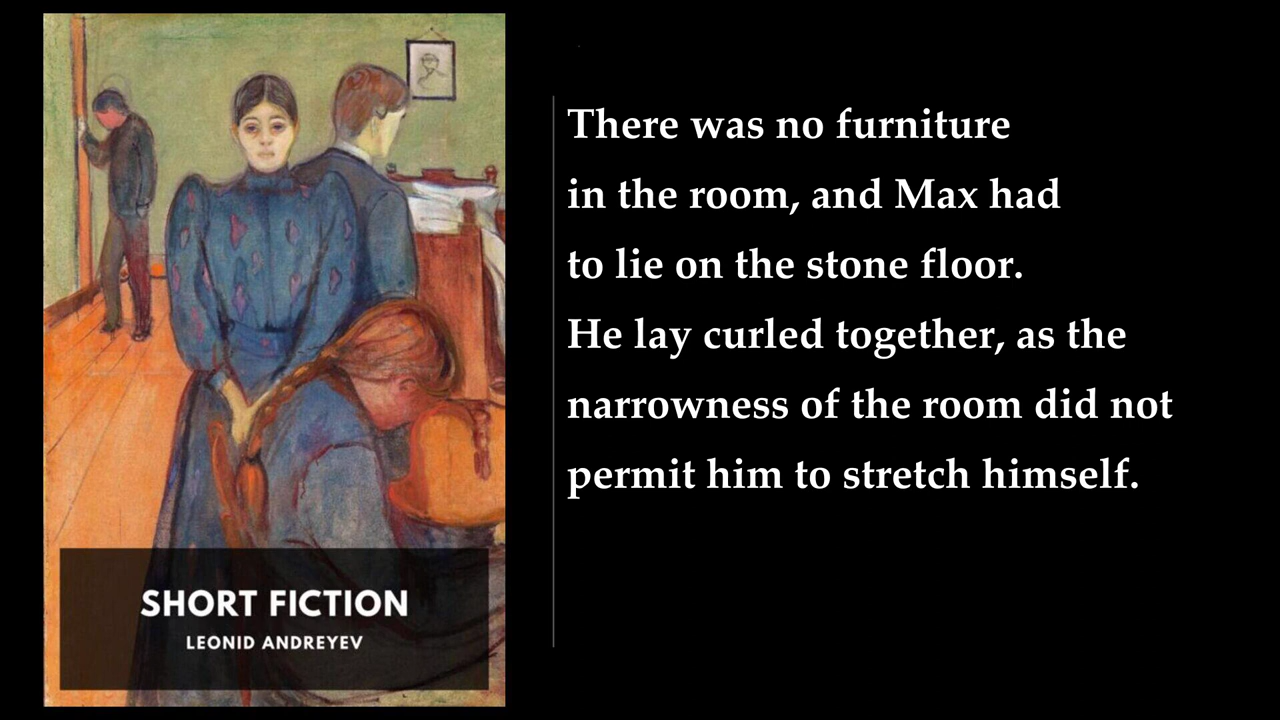 There was no furniture
in the room, and Max had
to lie on the stone floor.
He lay curled together, as the
narrowness of the room did not
permit him to stretch himself.
SHORT FICTION
LEONID ANDREYEV